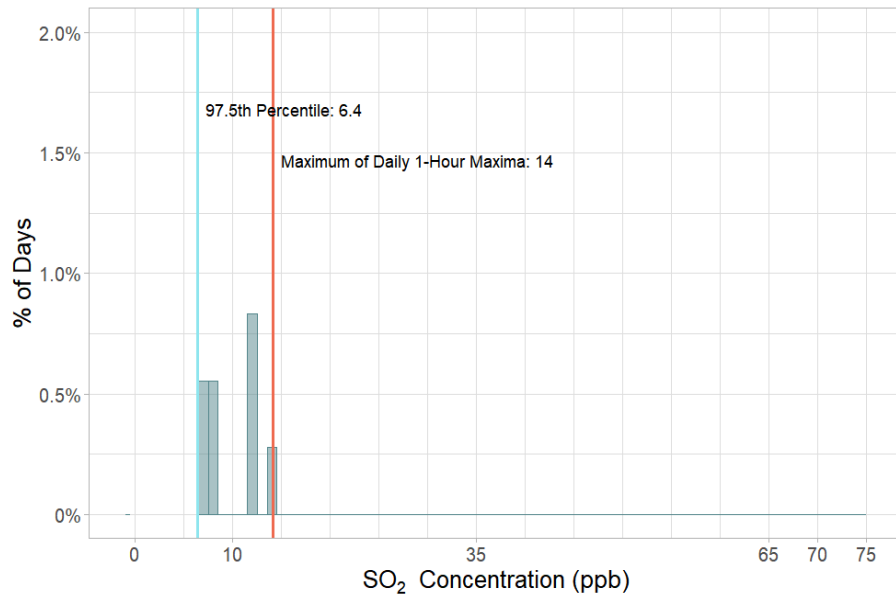 2.0%
97.5th Percentile: 6.4
1.5%
Maximum of Daily 1-Hour Maxima: 14
% of Days
1.0%
0.5%
0%
0 10 35 65 70 75
SO₂ Concentration (ppb)